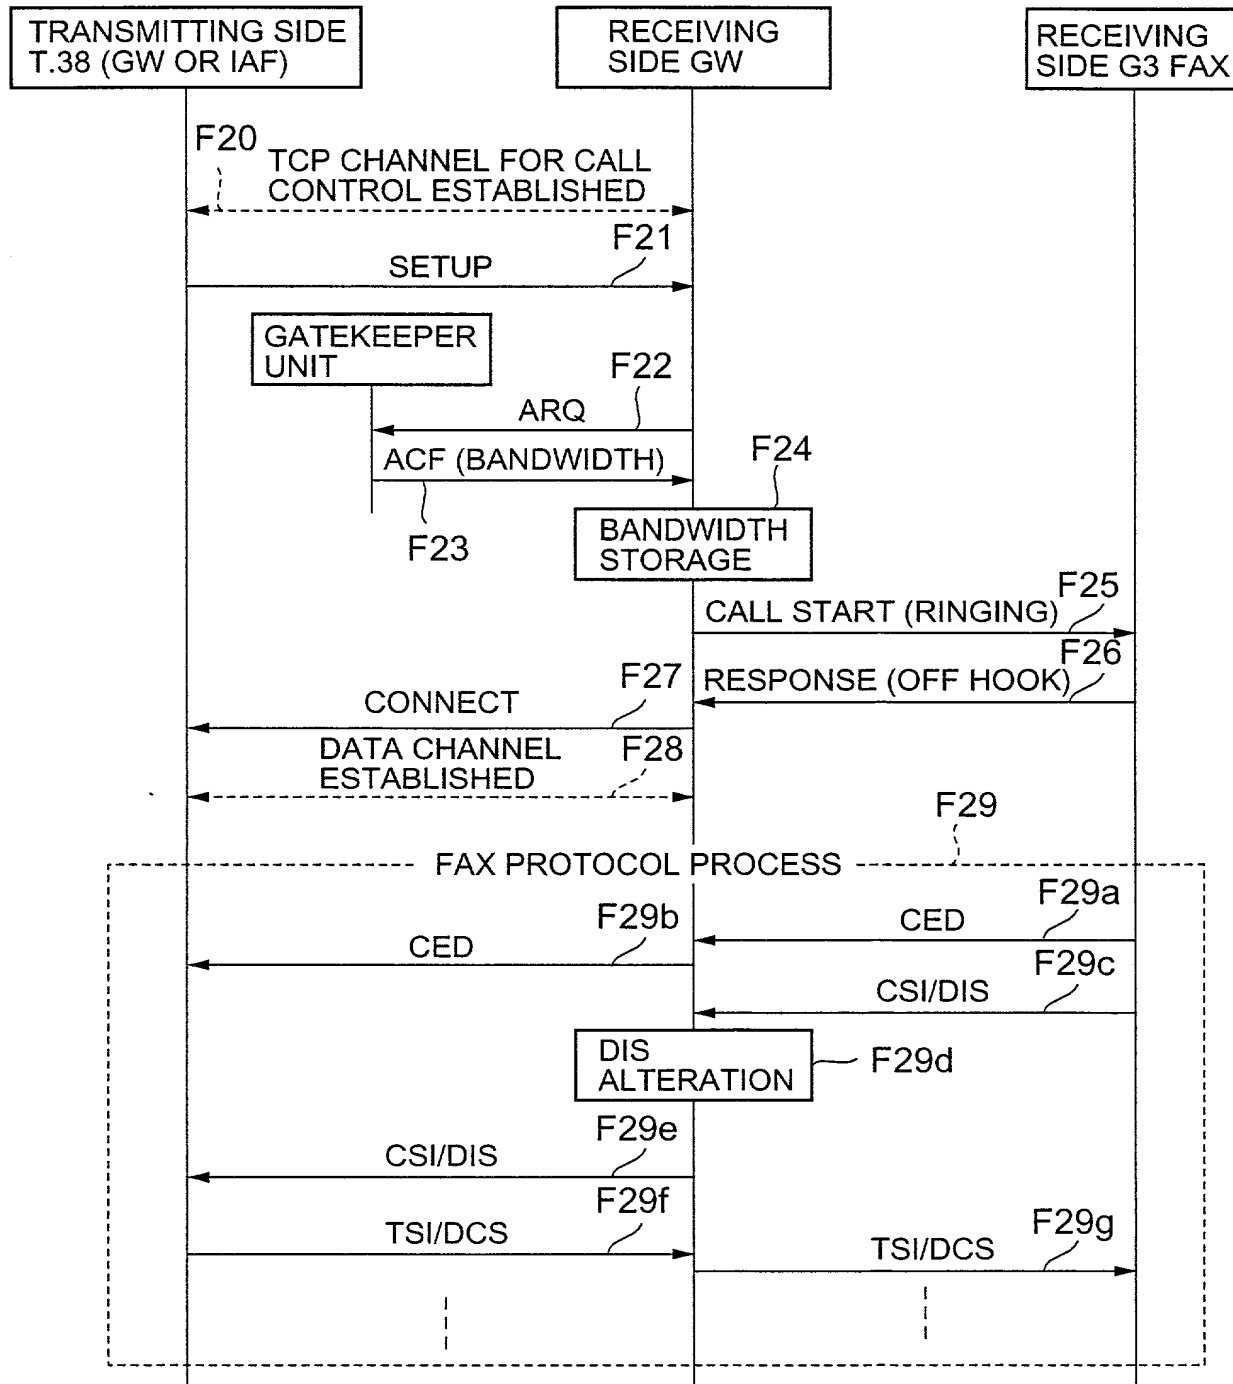 TRANSMITTING SIDE
T.38 (GW OR IAF)
RECEIVING
SIDE GW
RECEIVING
SIDE G3 FAX
F20
TCP CHANNEL FOR CALL
CONTROL ESTABLISHED
F21
SETUP
GATEKEEPER
UNIT
F22
ARQ
ACF (BANDWIDTH)
F23
F24
BANDWIDTH
STORAGE
F25
CALL START (RINGING)
F26
RESPONSE (OFF HOOK)
F27
CONNECT
DATA CHANNEL
ESTABLISHED
F28
F29
FAX PROTOCOL PROCESS
F29a
CED
F29b
CED
F29c
CSI/DIS
DIS
ALTERATION
F29d
F29e
CSI/DIS
F29f
TSI/DCS
F29g
TSI/DCS